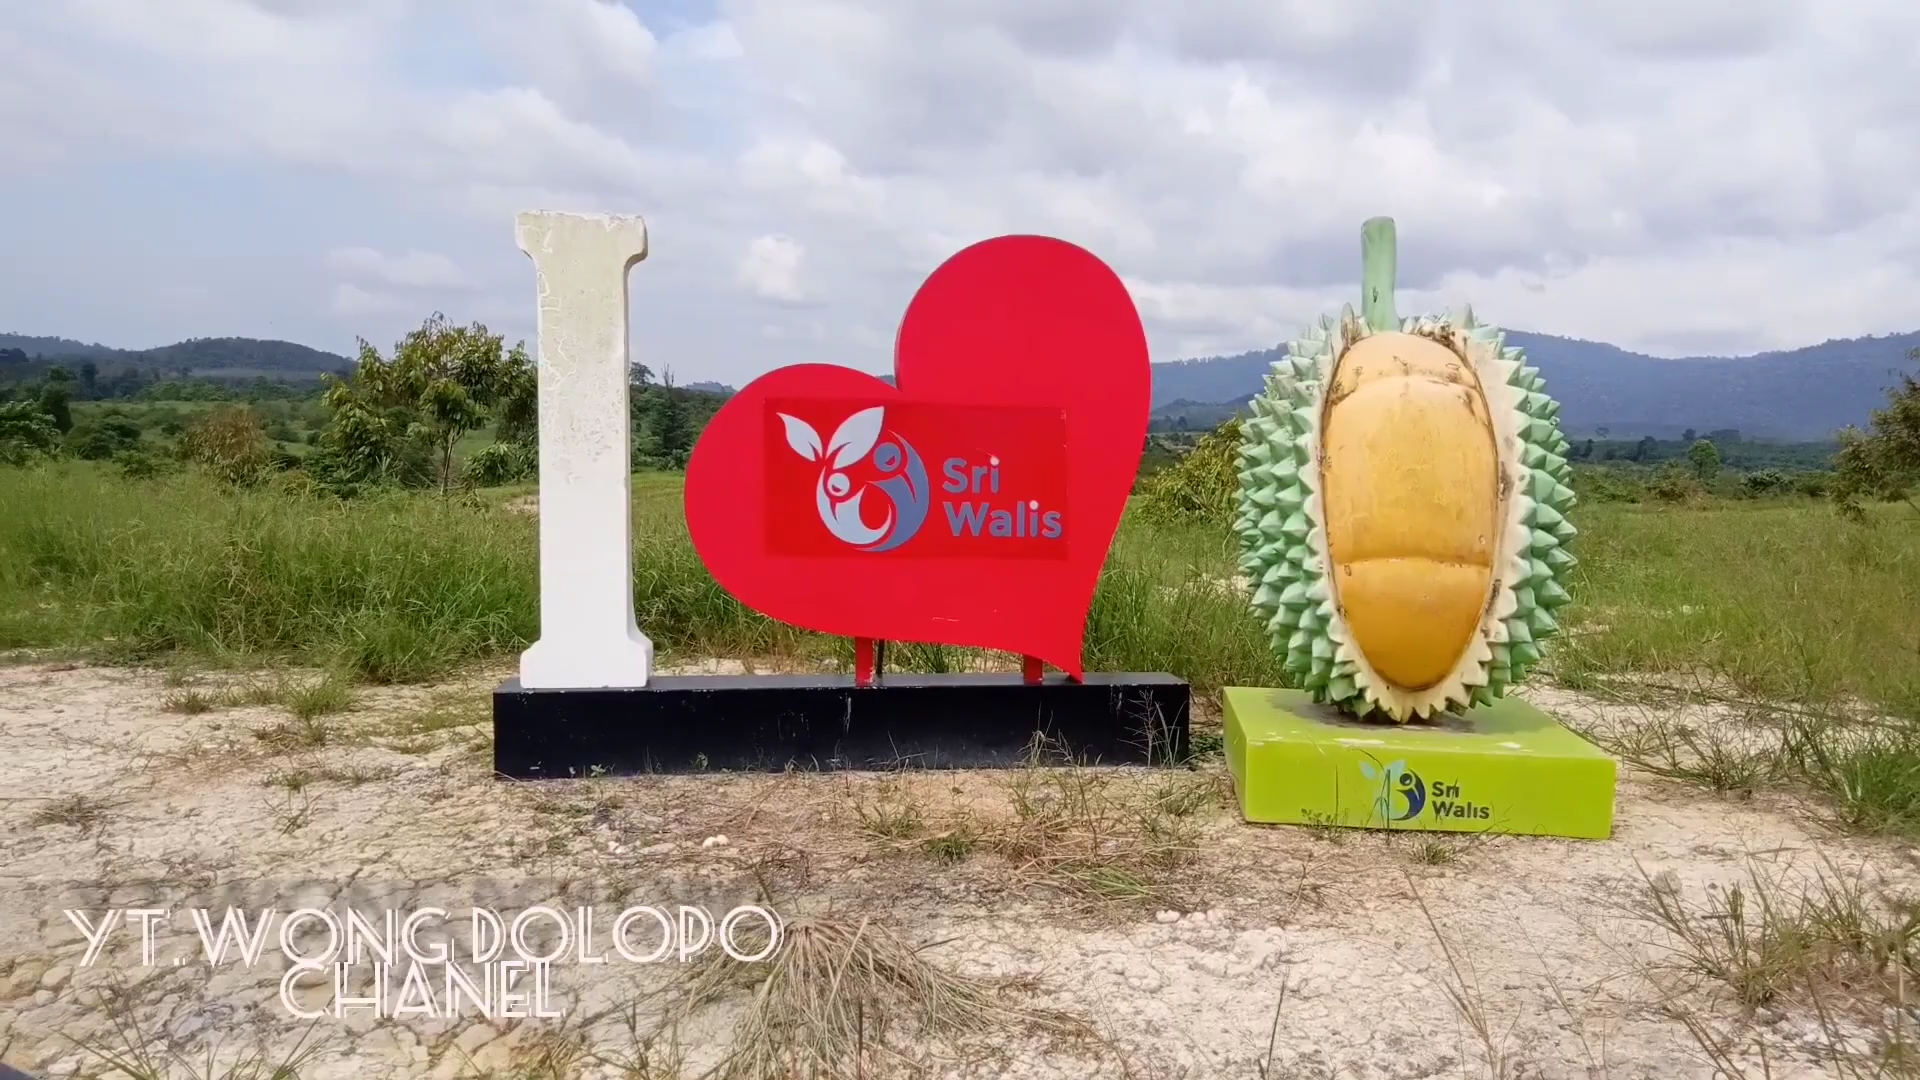 I
Sri
Walis
Sri
Walis
YT..WONG DOLOPO
CHANEL